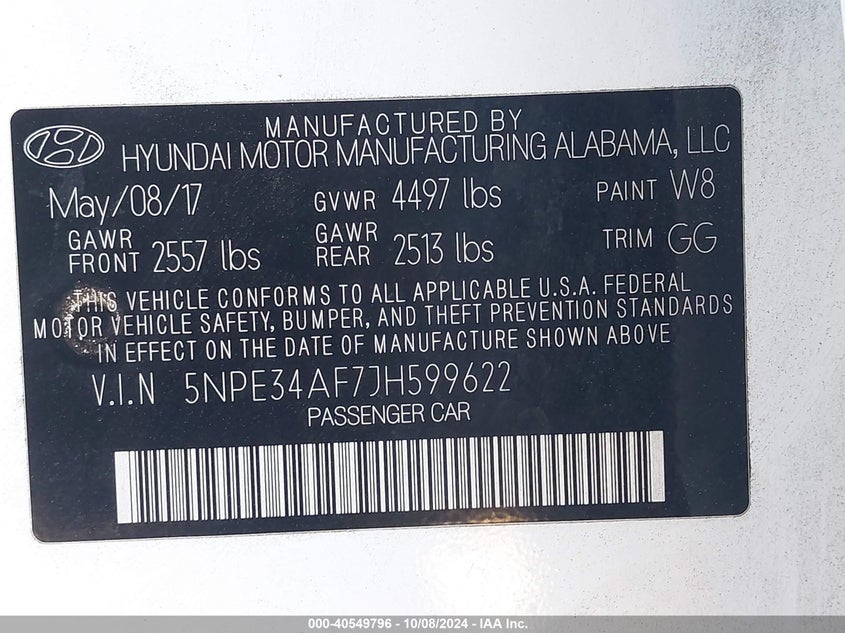 MANUFACTURED BY
HYUNDAI MOTOR MANUFACTURING ALABAMA, LLC
May/08/17 GVWR 4497 lbs PAINT W8
GAWR FRONT 2557 lbs GAWR REAR 2513 lbs TRIM GG
THIS VEHICLE CONFORMS TO ALL APPLICABLE U.S.A. FEDERAL
MOTOR VEHICLE SAFETY, BUMPER, AND THEFT PREVENTION STANDARDS
IN EFFECT ON THE DATE OF MANUFACTURE SHOWN ABOVE
V.I.N 5NPE34AF7JH599622
PASSENGER CAR
000-40549796 - 10/08/2024 - IAA Inc.